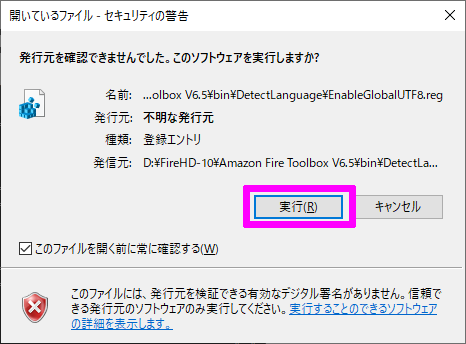 開いているファイル - セキュリティの警告
発行元を確認できませんでした。このソフトウェアを実行しますか?
名前: ...olbox V6.5¥bin¥DetectLanguage¥EnableGlobalUTF8.reg
発行元: 不明な発行元
種類: 登録エントリ
発信元: D:¥FireHD-10¥Amazon Fire Toolbox V6.5¥bin¥DetectLa...
実行(R) キャンセル
このファイルを開く前に常に確認する(W)
このファイルには、発行元を検証できる有効なデジタル署名がありません。信頼で
きる発行元のソフトウェアのみ実行してください。実行することのできるソフトウェア
の詳細を表示します。